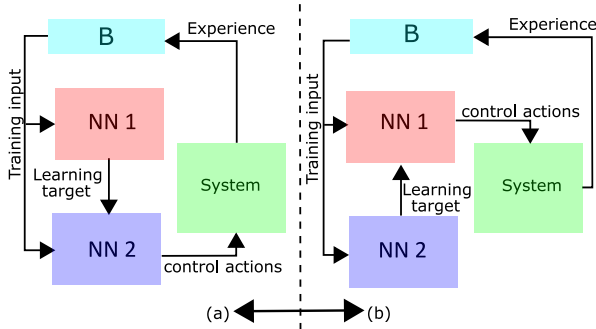 B
Experience
Training input
NN 1
Learning
target
System
NN 2
control actions
(a)
B
Experience
Training input
NN 1
control actions
System
Learning
target
NN 2
(b)